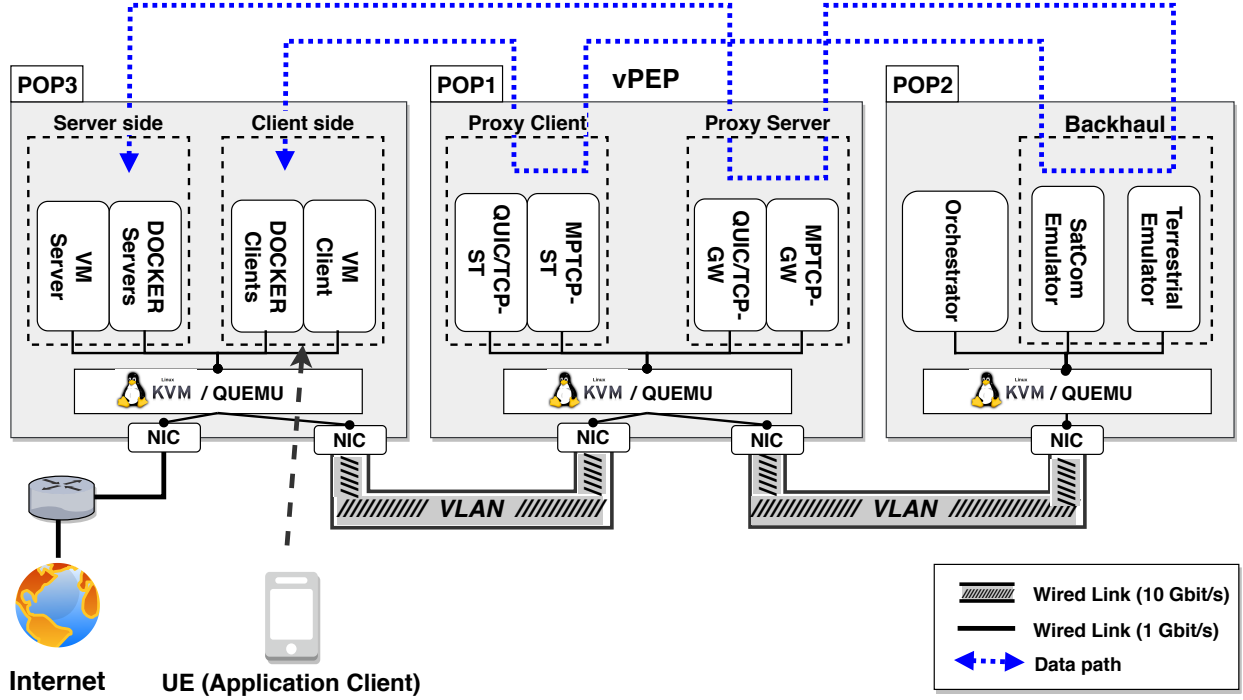 vPEP
POP3
POP1
POP2
Server side
Client side
Proxy Client
Proxy Server
Backhaul
VM
Server
DOCKER
Servers
DOCKER
Clients
VM
Client
QUIC/TCP-
ST
MPTCP-
ST
QUIC/TCP-
GW
MPTCP-
GW
Orchestrator
SatCom
Emulator
Terrestrial
Emulator
Linux
KVM / QUEMU
Linux
KVM / QUEMU
Linux
KVM / QUEMU
NIC
NIC
NIC
NIC
NIC
VLAN
VLAN
Internet
UE (Application Client)
Wired Link (10 Gbit/s)
Wired Link (1 Gbit/s)
Data path